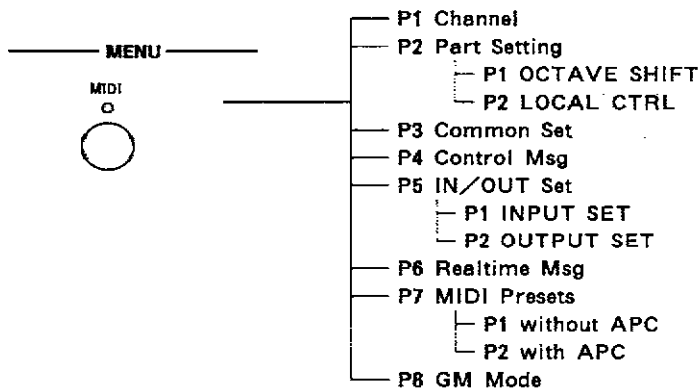 MENU
MIDI
P1 Channel
P2 Part Setting
P1 OCTAVE SHIFT
P2 LOCAL CTRL
P3 Common Set
P4 Control Msg
P5 IN/OUT Set
P1 INPUT SET
P2 OUTPUT SET
P6 Realtime Msg
P7 MIDI Presets
P1 without APC
P2 with APC
P8 GM Mode